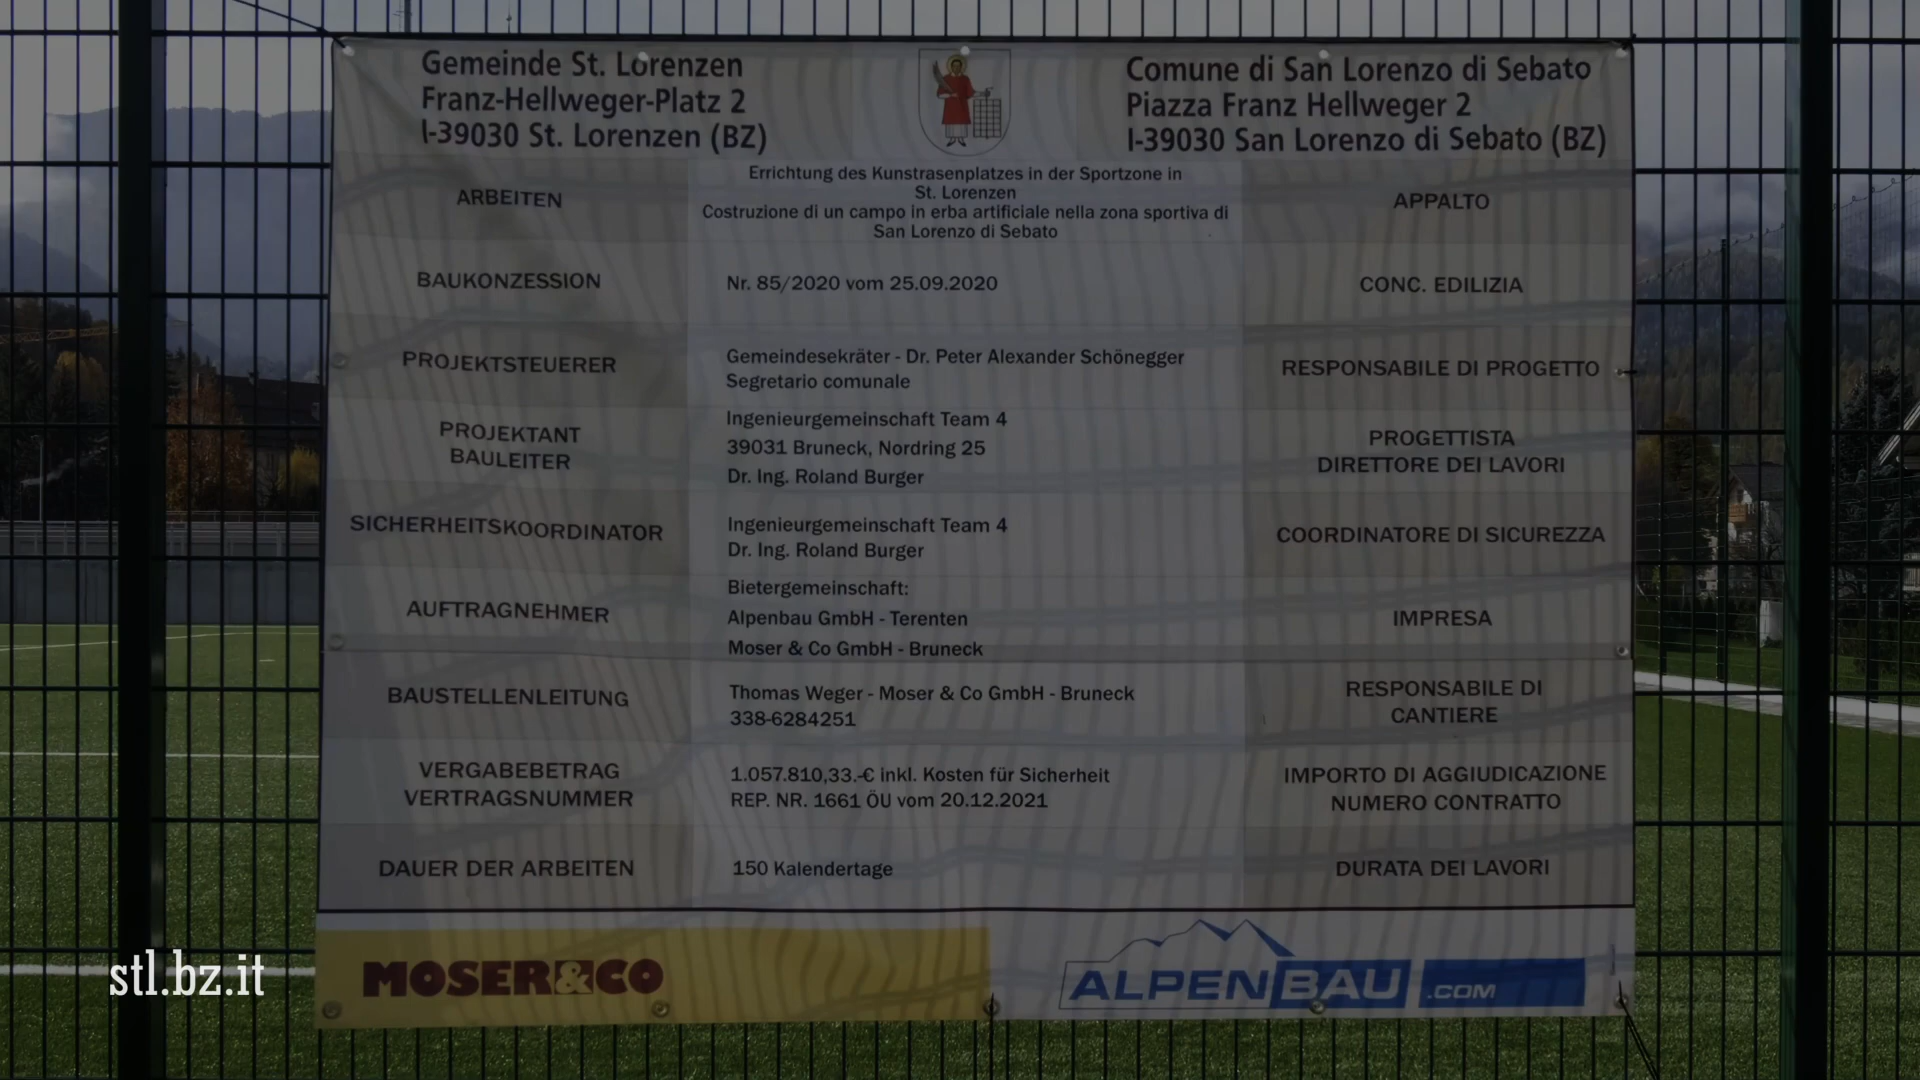 Gemeinde St. Lorenzen
Franz-Hellweger-Platz 2
I-39030 St. Lorenzen (BZ)
Comune di San Lorenzo di Sebato
Piazza Franz Hellweger 2
I-39030 San Lorenzo di Sebato (BZ)
ARBEITEN
Errichtung des Kunstrasenplatzes in der Sportzone in
St. Lorenzen
Costruzione di un campo in erba artificiale nella zona sportiva di
San Lorenzo di Sebato
APPALTO
BAUKONZESSION
Nr. 85/2020 vom 25.09.2020
CONC. EDILIZIA
PROJEKTSTEUERER
Gemeindesekräter - Dr. Peter Alexander Schönegger
Segretario comunale
RESPONSABILE DI PROGETTO
PROJEKTANT
BAULEITER
Ingenieurgemeinschaft Team 4
39031 Bruneck, Nordring 25
Dr. Ing. Roland Burger
PROGETTISTA
DIRETTORE DEI LAVORI
SICHERHEITSKOORDINATOR
Ingenieurgemeinschaft Team 4
Dr. Ing. Roland Burger
COORDINATORE DI SICUREZZA
AUFTRAGNEHMER
Bietergemeinschaft:
Alpenbau GmbH - Terenten
Moser & Co GmbH - Bruneck
IMPRESA
BAUSTELLENLEITUNG
Thomas Weger - Moser & Co GmbH - Bruneck
338-6284251
RESPONSABILE DI
CANTIERE
VERGABEBETRAG
VERTRAGSNUMMER
1.057.810,33.-€ inkl. Kosten für Sicherheit
REP. NR. 1661 ÖU vom 20.12.2021
IMPORTO DI AGGIUDICAZIONE
NUMERO CONTRATTO
DAUER DER ARBEITEN
150 Kalendertage
DURATA DEI LAVORI
MOSER&CO
ALPENBAU.COM
stl.bz.it